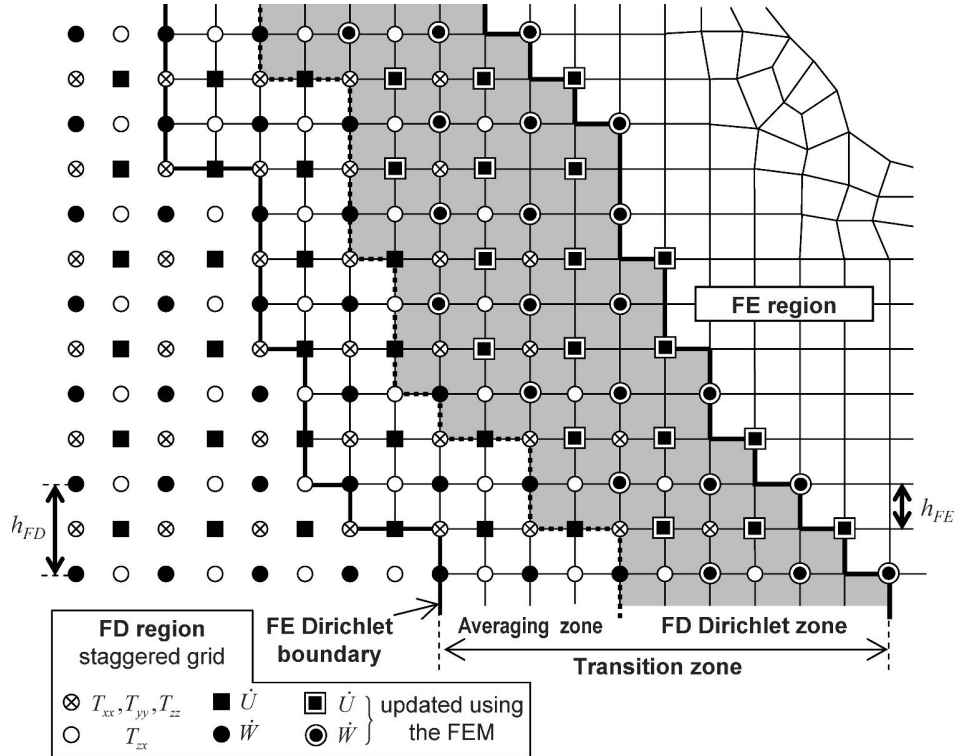 FE region
h_FD
h_FE
FE Dirichlet boundary
Averaging zone
FD Dirichlet zone
Transition zone
FD region
staggered grid
T_xx, T_yy, T_zz
U̇
U̇
T_zx
Ẇ
Ẇ
updated using
the FEM